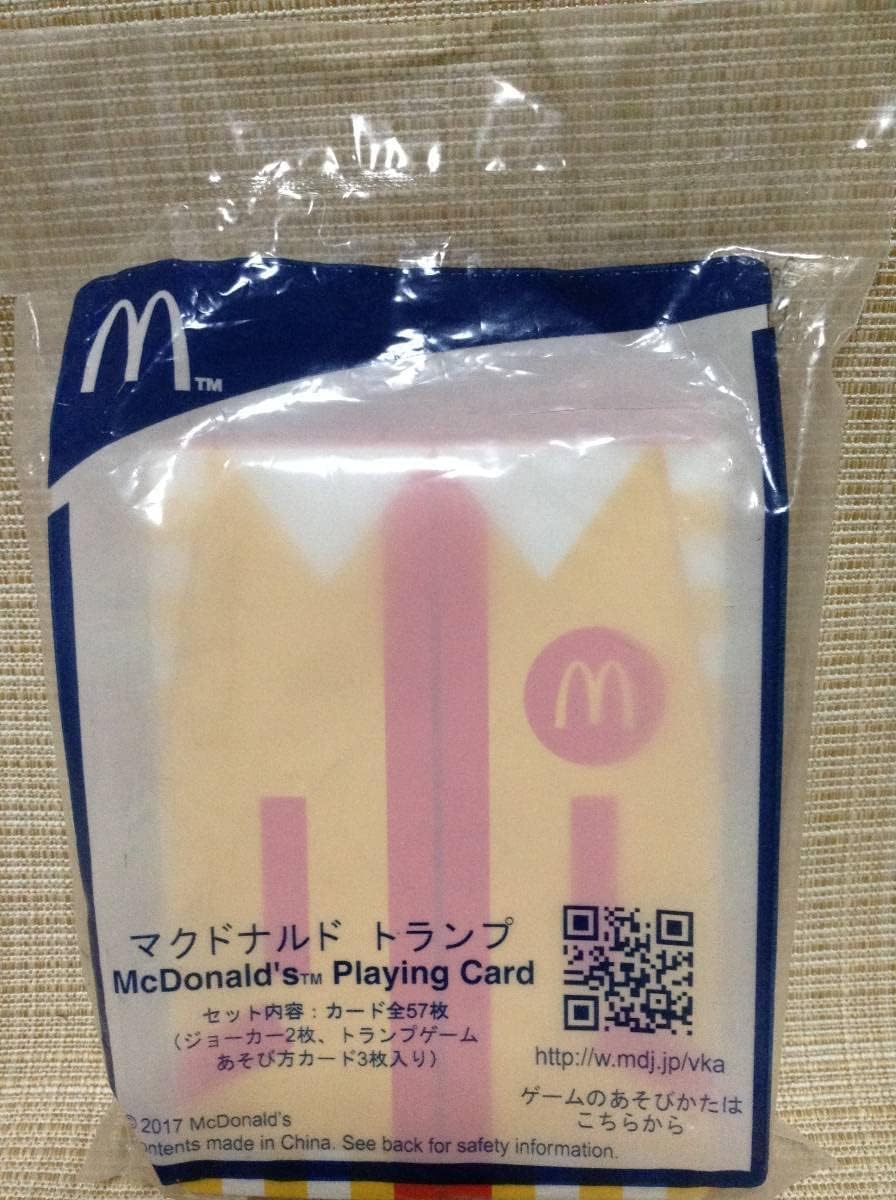 TM
マクドナルド トランプ
McDonald'sTM Playing Card
セット内容：カード全57枚
（ジョーカー2枚、トランプゲーム
あそび方カード3枚入り）
http://w.mdj.jp/vka
ゲームのあそびかたは
こちらから
© 2017 McDonald's
made in China. See back for safety information.